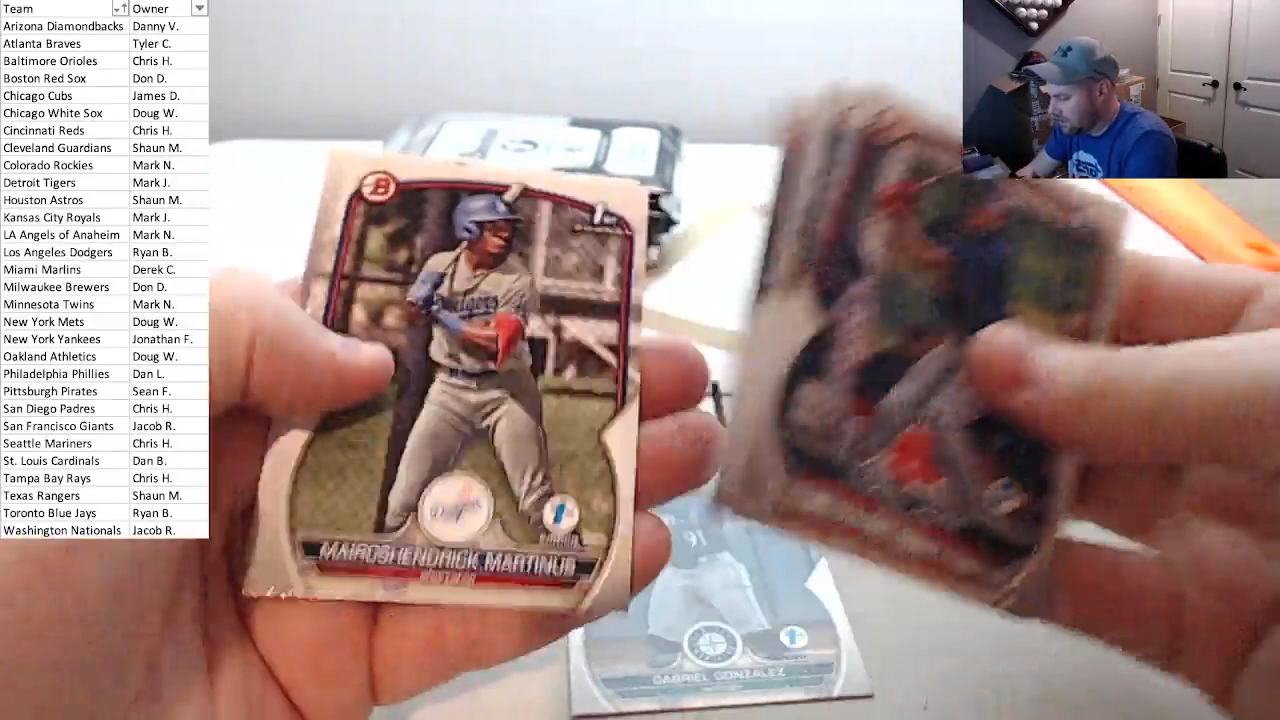 Team Owner
Arizona Diamondbacks Danny V.
Atlanta Braves Tyler C.
Baltimore Orioles Chris H.
Boston Red Sox Don D.
Chicago Cubs James D.
Chicago White Sox Doug W.
Cincinnati Reds Chris H.
Cleveland Guardians Shaun M.
Colorado Rockies Mark N.
Detroit Tigers Mark J.
Houston Astros Shaun M.
Kansas City Royals Mark J.
LA Angels of Anaheim Mark N.
Los Angeles Dodgers Ryan B.
Miami Marlins Derek C.
Milwaukee Brewers Don D.
Minnesota Twins Mark N.
New York Mets Doug W.
New York Yankees Jonathan F.
Oakland Athletics Doug W.
Philadelphia Phillies Dan L.
Pittsburgh Pirates Sean F.
San Diego Padres Chris H.
San Francisco Giants Jacob R.
Seattle Mariners Chris H.
St. Louis Cardinals Dan B.
Tampa Bay Rays Chris H.
Texas Rangers Shaun M.
Toronto Blue Jays Ryan B.
Washington Nationals Jacob R.
B
1st
Dodgers
MAIROSHENDRICK MARTINUS
16
GABRIEL GONZALEZ